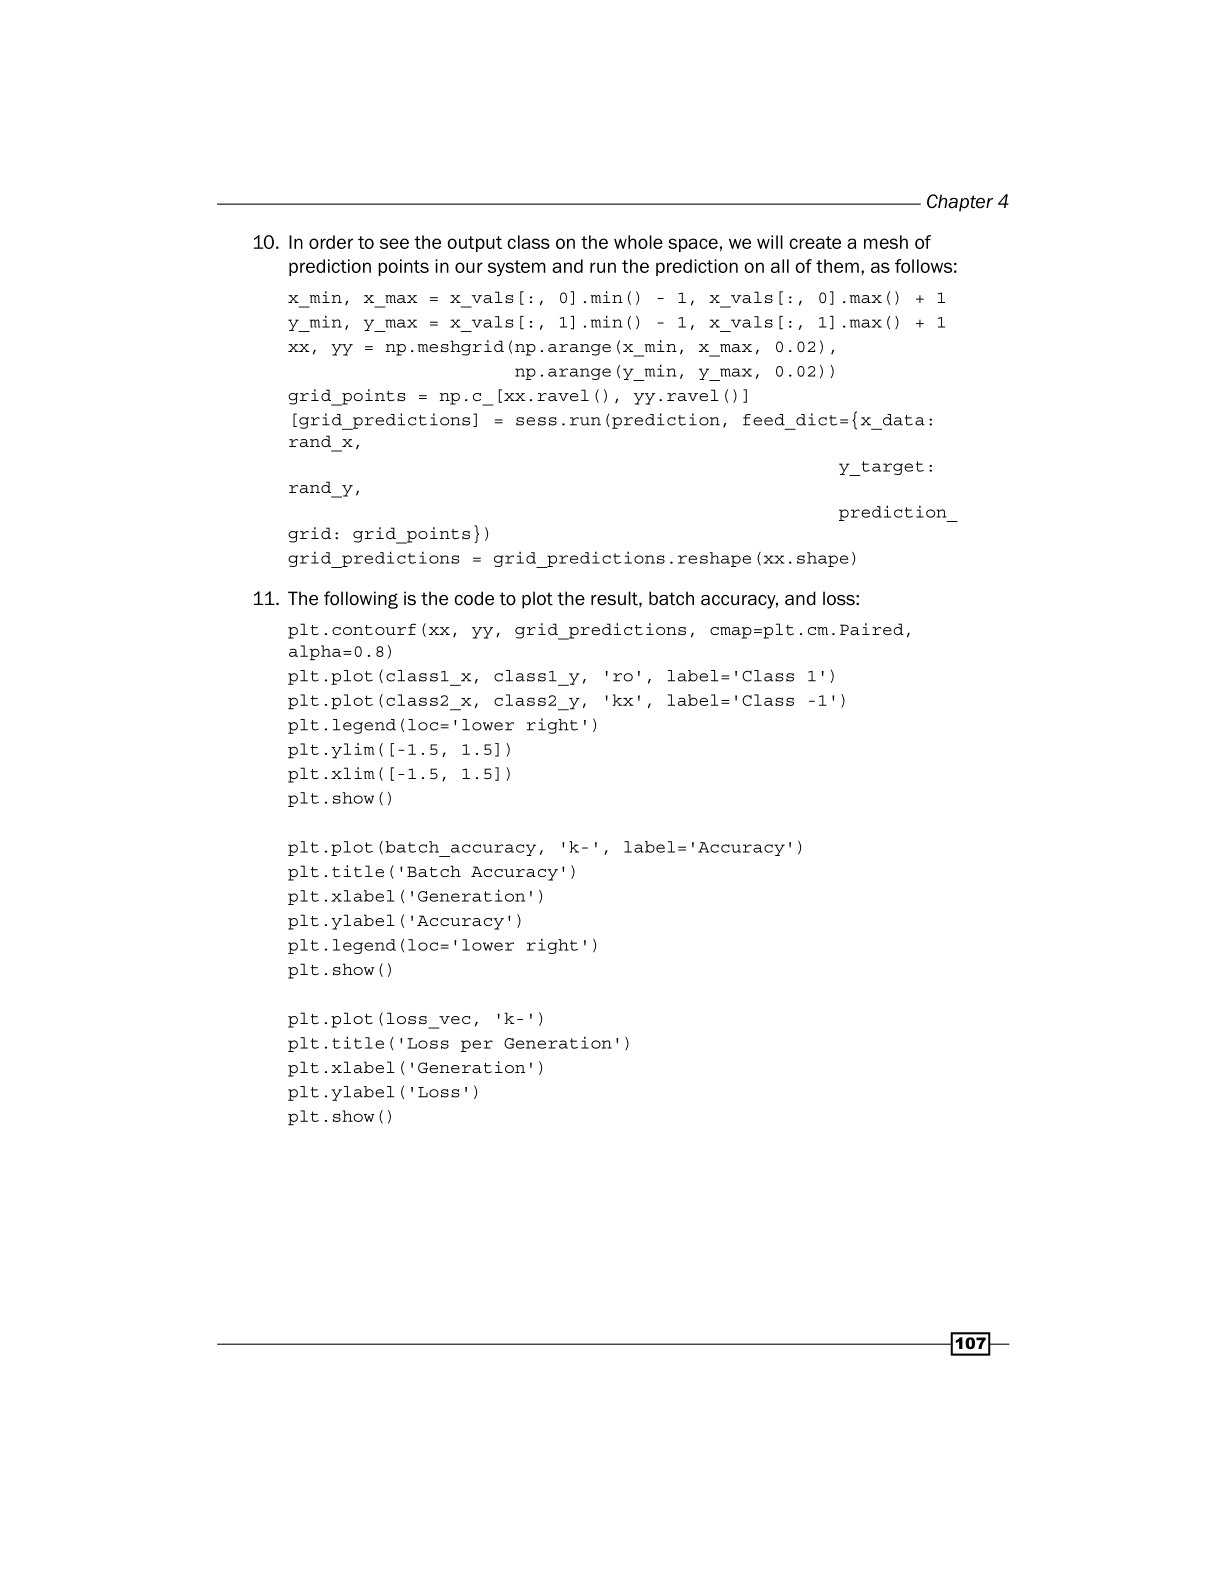 Chapter 4
10. In order to see the output class on the whole space, we will create a mesh of
prediction points in our system and run the prediction on all of them, as follows:
x_min, x_max = x_vals[:, 0].min() - 1, x_vals[:, 0].max() + 1
y_min, y_max = x_vals[:, 1].min() - 1, x_vals[:, 1].max() + 1
xx, yy = np.meshgrid(np.arange(x_min, x_max, 0.02),
                     np.arange(y_min, y_max, 0.02))
grid_points = np.c_[xx.ravel(), yy.ravel()]
[grid_predictions] = sess.run(prediction, feed_dict={x_data:
rand_x,
                                                   y_target:
rand_y,
                                                   prediction_
grid: grid_points})
grid_predictions = grid_predictions.reshape(xx.shape)
11. The following is the code to plot the result, batch accuracy, and loss:
plt.contourf(xx, yy, grid_predictions, cmap=plt.cm.Paired,
alpha=0.8)
plt.plot(class1_x, class1_y, 'ro', label='Class 1')
plt.plot(class2_x, class2_y, 'kx', label='Class -1')
plt.legend(loc='lower right')
plt.ylim([-1.5, 1.5])
plt.xlim([-1.5, 1.5])
plt.show()
plt.plot(batch_accuracy, 'k-', label='Accuracy')
plt.title('Batch Accuracy')
plt.xlabel('Generation')
plt.ylabel('Accuracy')
plt.legend(loc='lower right')
plt.show()
plt.plot(loss_vec, 'k-')
plt.title('Loss per Generation')
plt.xlabel('Generation')
plt.ylabel('Loss')
plt.show()
107